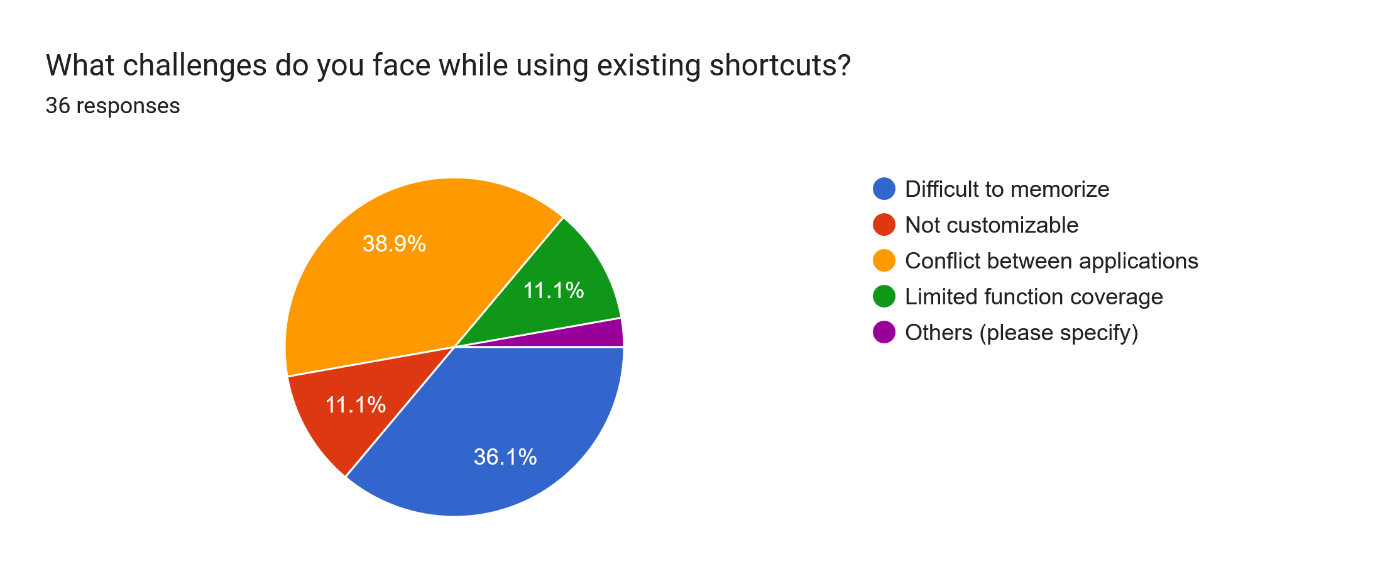 What challenges do you face while using existing shortcuts?
36 responses
38.9%
11.1%
11.1%
36.1%
Difficult to memorize
Not customizable
Conflict between applications
Limited function coverage
Others (please specify)